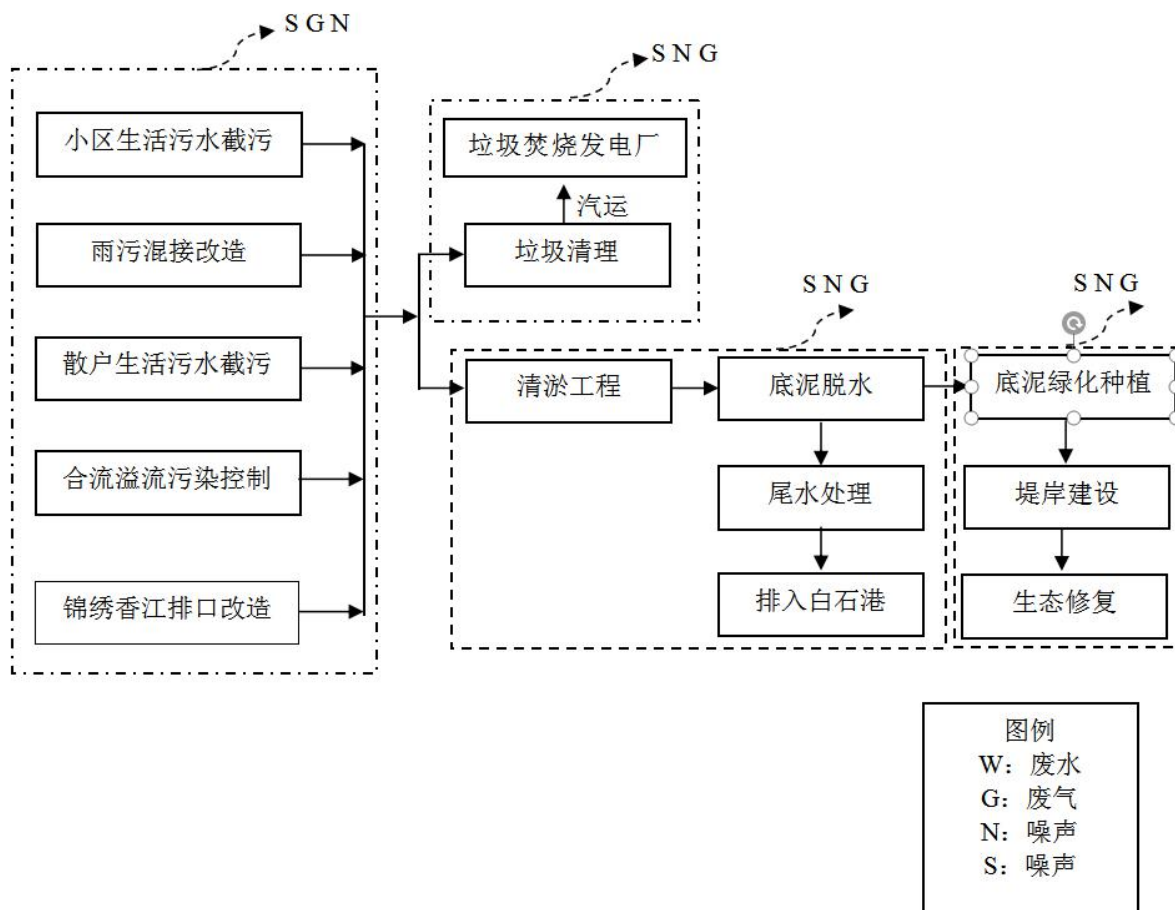 S G N
S N G
小区生活污水截污
垃圾焚烧发电厂
汽运
雨污混接改造
垃圾清理
S N G
S N G
散户生活污水截污
清淤工程
底泥脱水
底泥绿化种植
合流溢流污染控制
尾水处理
堤岸建设
锦绣香江排口改造
排入白石港
生态修复
图例
W：废水
G：废气
N：噪声
S：噪声